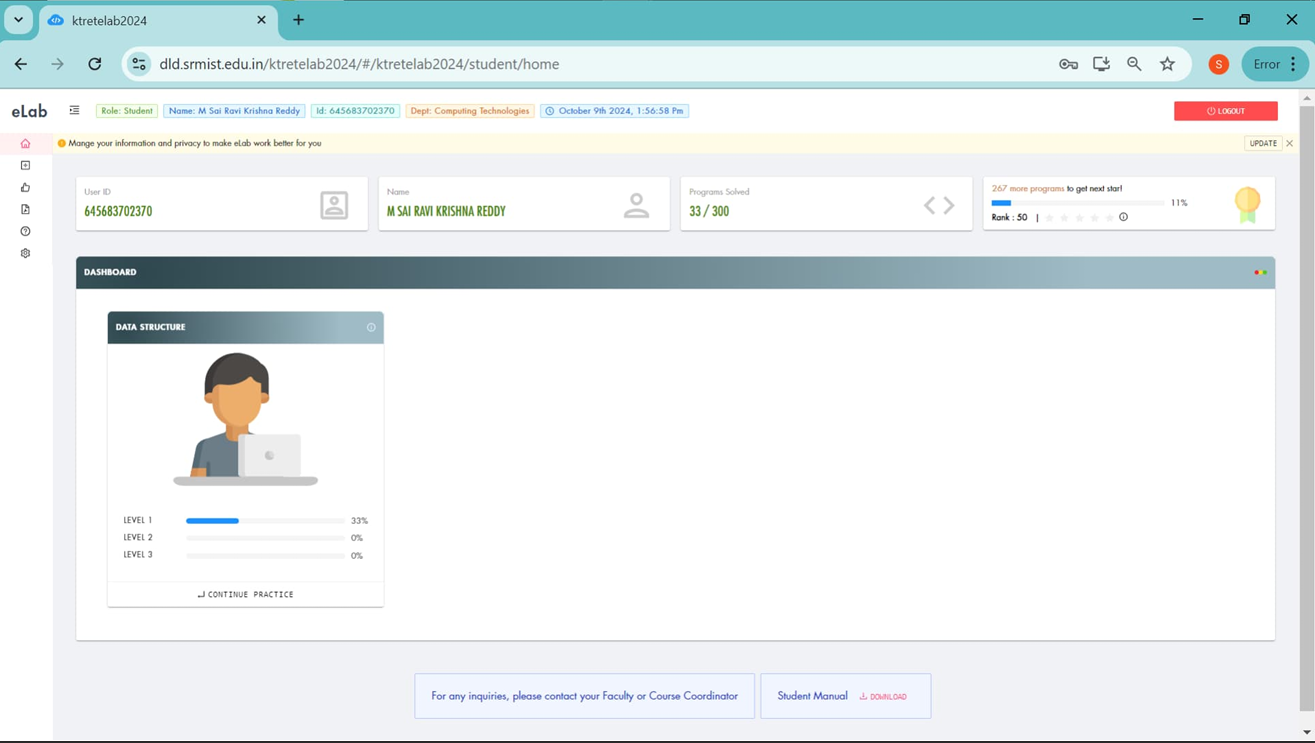 ktretelab2024
dld.srmist.edu.in/ktretelab2024/#/ktretelab2024/student/home
S
Error
eLab
Role: Student
Name: M Sai Ravi Krishna Reddy
Id: 645683702370
Dept: Computing Technologies
October 9th 2024, 1:56:58 Pm
LOGOUT
Mange your information and privacy to make eLab work better for you
UPDATE
User ID
645683702370
Name
M SAI RAVI KRISHNA REDDY
Programs Solved
33 / 300
267 more programs to get next star!
11%
Rank : 50 |
DASHBOARD
DATA STRUCTURE
LEVEL 1 33%
LEVEL 2 0%
LEVEL 3 0%
CONTINUE PRACTICE
For any inquiries, please contact your Faculty or Course Coordinator
Student Manual DOWNLOAD